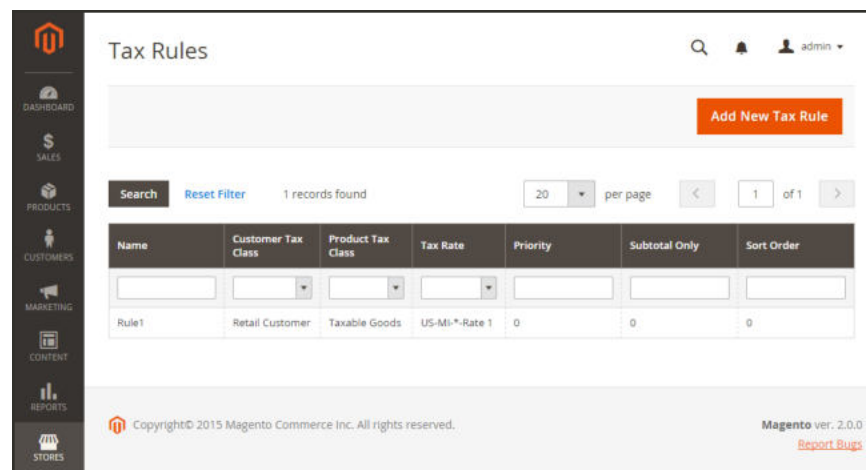 Tax Rules
admin
DASHBOARD
Add New Tax Rule
SALES
Search Reset Filter 1 records found 20 per page 1 of 1
PRODUCTS
Name Customer Tax Class Product Tax Class Tax Rate Priority Subtotal Only Sort Order
CUSTOMERS
MARKETING
Rule1 Retail Customer Taxable Goods US-MI-*-Rate 1 0 0 0
CONTENT
REPORTS
Copyright© 2015 Magento Commerce Inc. All rights reserved. Magento ver. 2.0.0
Report Bugs
STORES